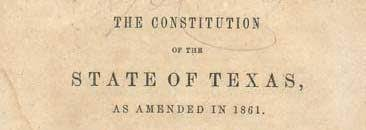 THE CONSTITUTION
OF THE
STATE OF TEXAS,
AS AMENDED IN 1861.